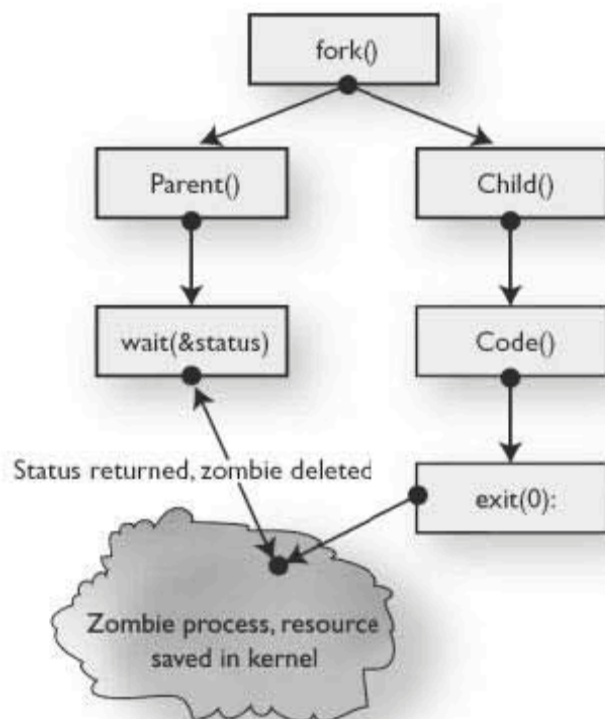 fork()
Parent()
Child()
wait(&status)
Code()
Status returned, zombie deleted
exit(0):
Zombie process, resource
saved in kernel